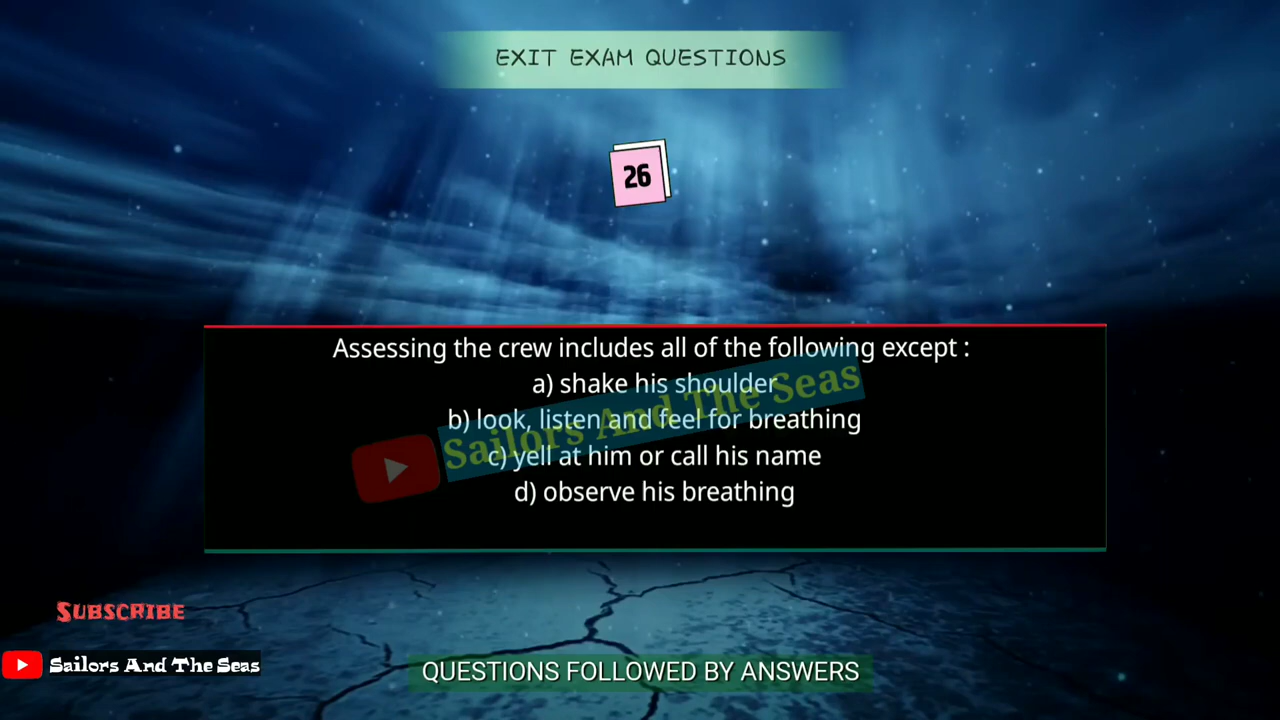 EXIT EXAM QUESTIONS
26
Assessing the crew includes all of the following except :
a) shake his shoulder
b) look, listen and feel for breathing
c) yell at him or call his name
d) observe his breathing
Sailors And The Seas
SUBSCRIBE
Sailors And The Seas
QUESTIONS FOLLOWED BY ANSWERS